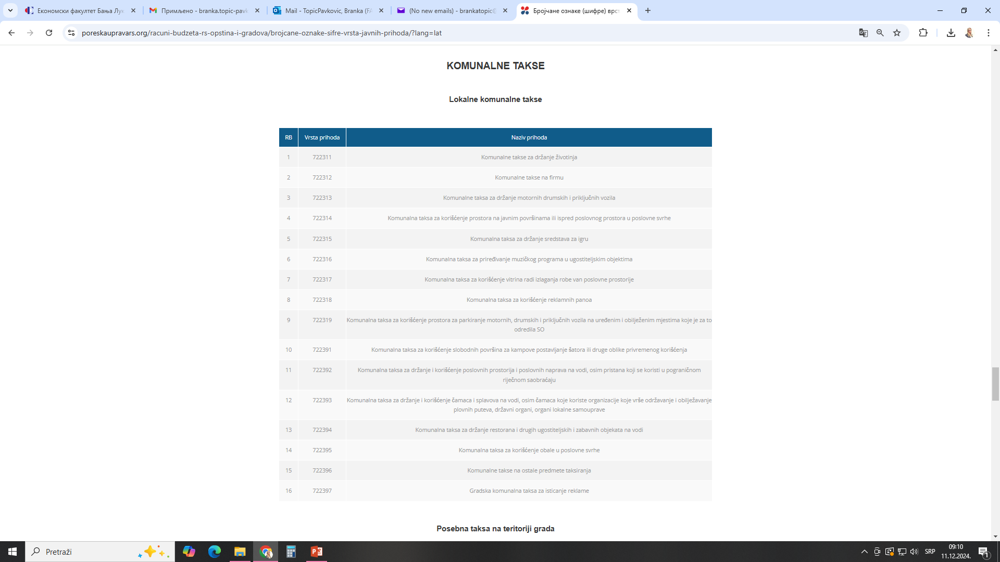 Економски факултет Бања Лук
Примљено - branka.topic-pavk
Mail - TopicPavkovic, Branka (FA
(No new emails) - brankatopic@
Бројчане ознаке (шифре) врст
poreskaupravars.org/racuni-budzeta-rs-opstina-i-gradova/brojcane-oznake-sifre-vrsta-javnih-prihoda/?lang=lat
KOMUNALNE TAKSE
Lokalne komunalne takse
RB Vrsta prihoda Naziv prihoda
1 722311 Komunalne takse za držanje životinja
2 722312 Komunalne takse na firmu
3 722313 Komunalne taksa za držanje motornih drumskih i priključnih vozila
4 722314 Komunalna taksa za korišćenje prostora na javnim površinama ili ispred poslovnog prostora u poslovne svrhe
5 722315 Komunalna taksa za držanje sredstava za igru
6 722316 Komunalna taksa za priređivanje muzičkog programa u ugostiteljskim objektima
7 722317 Komunalna taksa za korišćenje vitrina radi izlaganja robe van poslovne prostorije
8 722318 Komunalna taksa za korišćenje reklamnih panoa
9 722319 Komunalna taksa za korišćenje prostora za parkiranje motornih, drumskih i priključnih vozila na uređenim i obilježenim mjestima koje je za to
odredila SO
10 722391 Komunalna taksa za korišćenje slobodnih površina za kampove postavljanje šatora ili druge oblike privremenog korišćenja
11 722392 Komunalna taksa za držanje i korišćenje poslovnih prostorija i poslovnih naprava na vodi, osim pristana koji se koristi u pograničnom
riječnom saobraćaju
12 722393 Komunalna taksa za držanje i korišćenje čamaca i splavova na vodi, osim čamaca koje koriste organizacije koje vrše održavanje i obilježavanje
plovnih puteva, državni organi, organi lokalne samouprave
13 722394 Komunalna taksa za držanje restorana i drugih ugostiteljskih i zabavnih objekata na vodi
14 722395 Komunalna taksa za korišćenje obale u poslovne svrhe
15 722396 Komunalne takse na ostale predmete taksiranja
16 722397 Gradska komunalna taksa za isticanje reklame
Posebna taksa na teritoriji grada
Pretraži
SRP
09:10
11.12.2024.
1